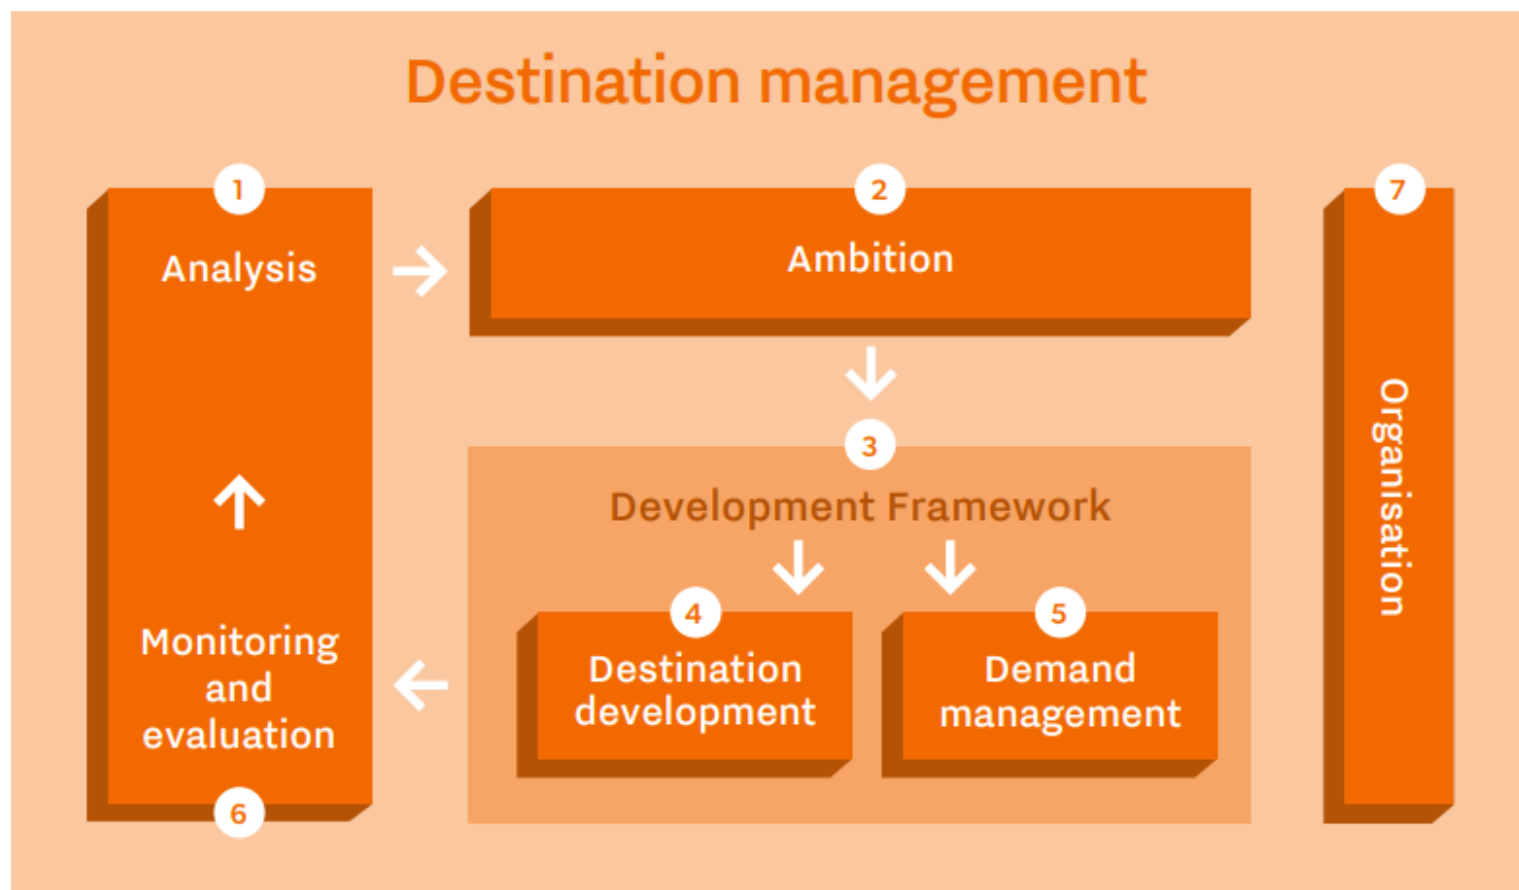 Destination management
1
Analysis
2
Ambition
3
Development Framework
4
Destination
development
5
Demand
management
Monitoring
and
evaluation
6
7
Organisation